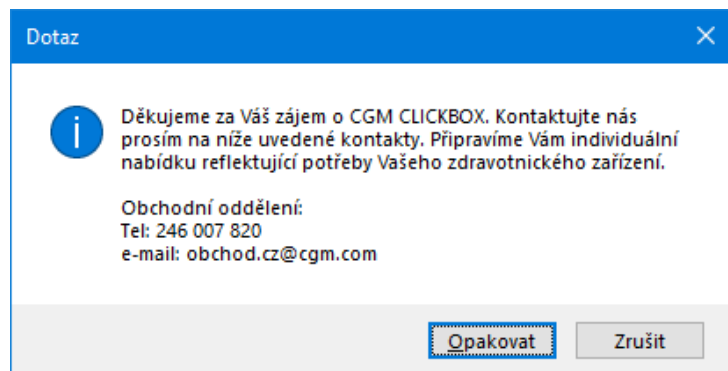 Dotaz
Děkujeme za Váš zájem o CGM CLICKBOX. Kontaktujte nás
prosím na níže uvedené kontakty. Připravíme Vám individuální
nabídku reflektující potřeby Vašeho zdravotnického zařízení.
Obchodní oddělení:
Tel: 246 007 820
e-mail: obchod.cz@cgm.com
Opakovat
Zrušit